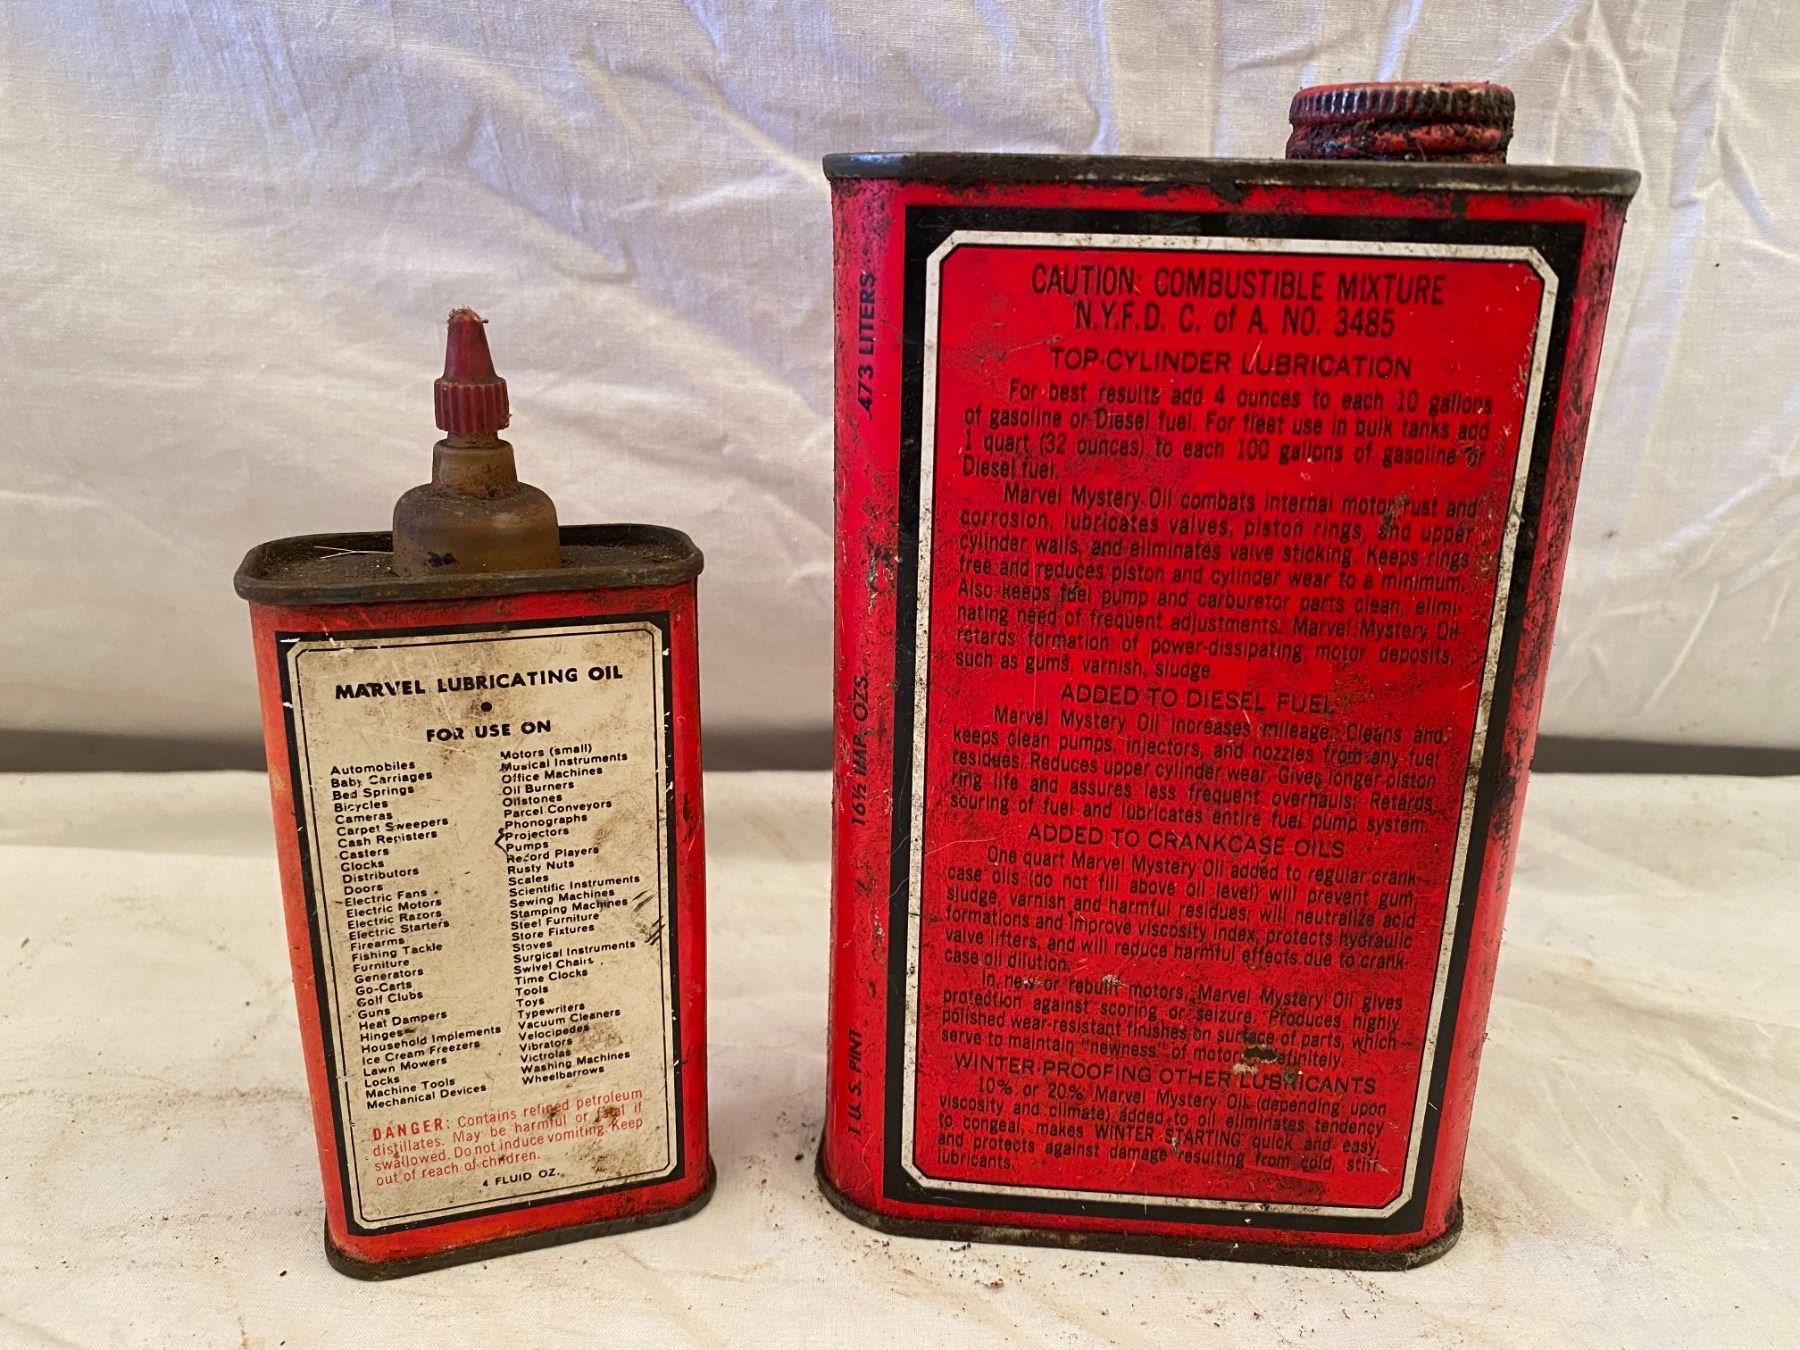 MARVEL LUBRICATING OIL
•
FOR USE ON
Automobiles
Baby Carriages
Bed Springs
Bicycles
Cameras
Carpet Sweepers
Cash Registers
Casters
Clocks
Distributors
Doors
Electric Fans
Electric Motors
Electric Razors
Electric Starters
Firearms
Fishing Tackle
Furniture
Generators
Go-Carts
Golf Clubs
Guns
Heat Dampers
Hinges
Household Implements
Ice Cream Freezers
Lawn Mowers
Locks
Machine Tools
Mechanical Devices
Motors (small)
Musical Instruments
Office Machines
Oil Burners
Oilstones
Parcel Conveyors
Phonographs
Projectors
Pumps
Record Players
Rusty Nuts
Scales
Scientific Instruments
Sewing Machines
Stamping Machines
Steel Furniture
Store Fixtures
Stoves
Surgical Instruments
Swivel Chairs
Time Clocks
Tools
Toys
Typewriters
Vacuum Cleaners
Velocipedes
Vibrators
Victrolas
Washing Machines
Wheelbarrows
DANGER: Contains refined petroleum
distillates. May be harmful or fatal if
swallowed. Do not induce vomiting. Keep
out of reach of children.
4 FLUID OZ.
1 U.S. PINT 16½ IMP. OZS. .473 LITERS
CAUTION: COMBUSTIBLE MIXTURE
N.Y.F.D. C. of A. NO. 3485
TOP-CYLINDER LUBRICATION
For best results add 4 ounces to each 10 gallons
of gasoline or Diesel fuel. For fleet use in bulk tanks add
1 quart (32 ounces) to each 100 gallons of gasoline or
Diesel fuel.
Marvel Mystery Oil combats internal motor rust and
corrosion, lubricates valves, piston rings, and upper
cylinder walls, and eliminates valve sticking. Keeps rings
free and reduces piston and cylinder wear to a minimum.
Also keeps fuel pump and carburetor parts clean, elimi-
nating need of frequent adjustments. Marvel Mystery Oil
retards formation of power-dissipating motor deposits,
such as gums, varnish, sludge.
ADDED TO DIESEL FUEL
Marvel Mystery Oil increases mileage. Cleans and
keeps clean pumps, injectors, and nozzles from any fuel
residues. Reduces upper cylinder wear. Gives longer piston
ring life and assures less frequent overhauls. Retards
souring of fuel and lubricates entire fuel pump system.
ADDED TO CRANKCASE OILS
One quart Marvel Mystery Oil added to regular crank-
case oils (do not fill above oil level) will prevent gum,
sludge, varnish and harmful residues; will neutralize acid
formations and improve viscosity index, protects hydraulic
valve lifters, and will reduce harmful effects due to crank-
case oil dilution.
In new or rebuilt motors, Marvel Mystery Oil gives
protection against scoring or seizure. Produces highly
polished wear-resistant finishes on surface of parts, which
serve to maintain "newness" of motor
WINTER-PROOFING OTHER LUBRICANTS
10% or 20% Marvel Mystery Oil (depending upon
viscosity and climate) added to oil eliminates tendency
to congeal, makes WINTER STARTING quick and easy,
and protects against damage resulting from cold, stiff
lubricants.